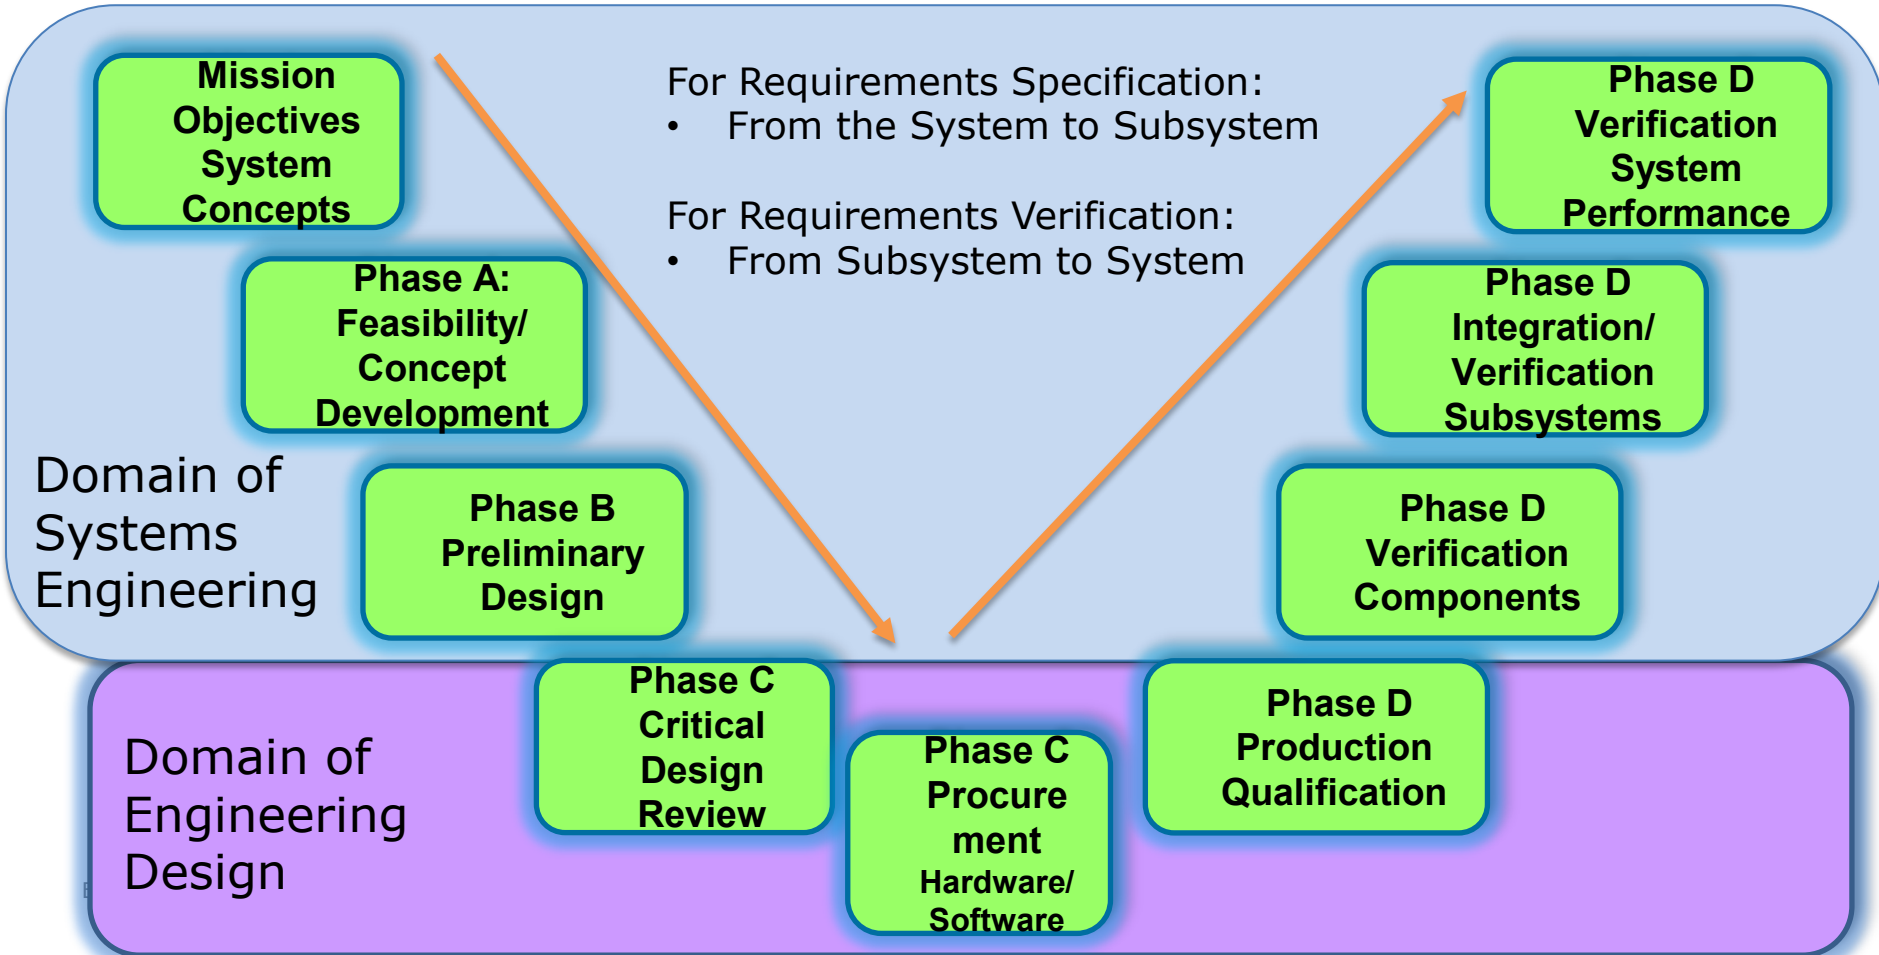 Mission
Objectives
System
Concepts
For Requirements Specification:
• From the System to Subsystem
For Requirements Verification:
• From Subsystem to System
Phase D
Verification
System
Performance
Phase A:
Feasibility/
Concept
Development
Phase D
Integration/
Verification
Subsystems
Domain of
Systems
Engineering
Phase B
Preliminary
Design
Phase D
Verification
Components
Domain of
Engineering
Design
Phase C
Critical
Design
Review
Phase C
Procure
ment
Hardware/
Software
Phase D
Production
Qualification